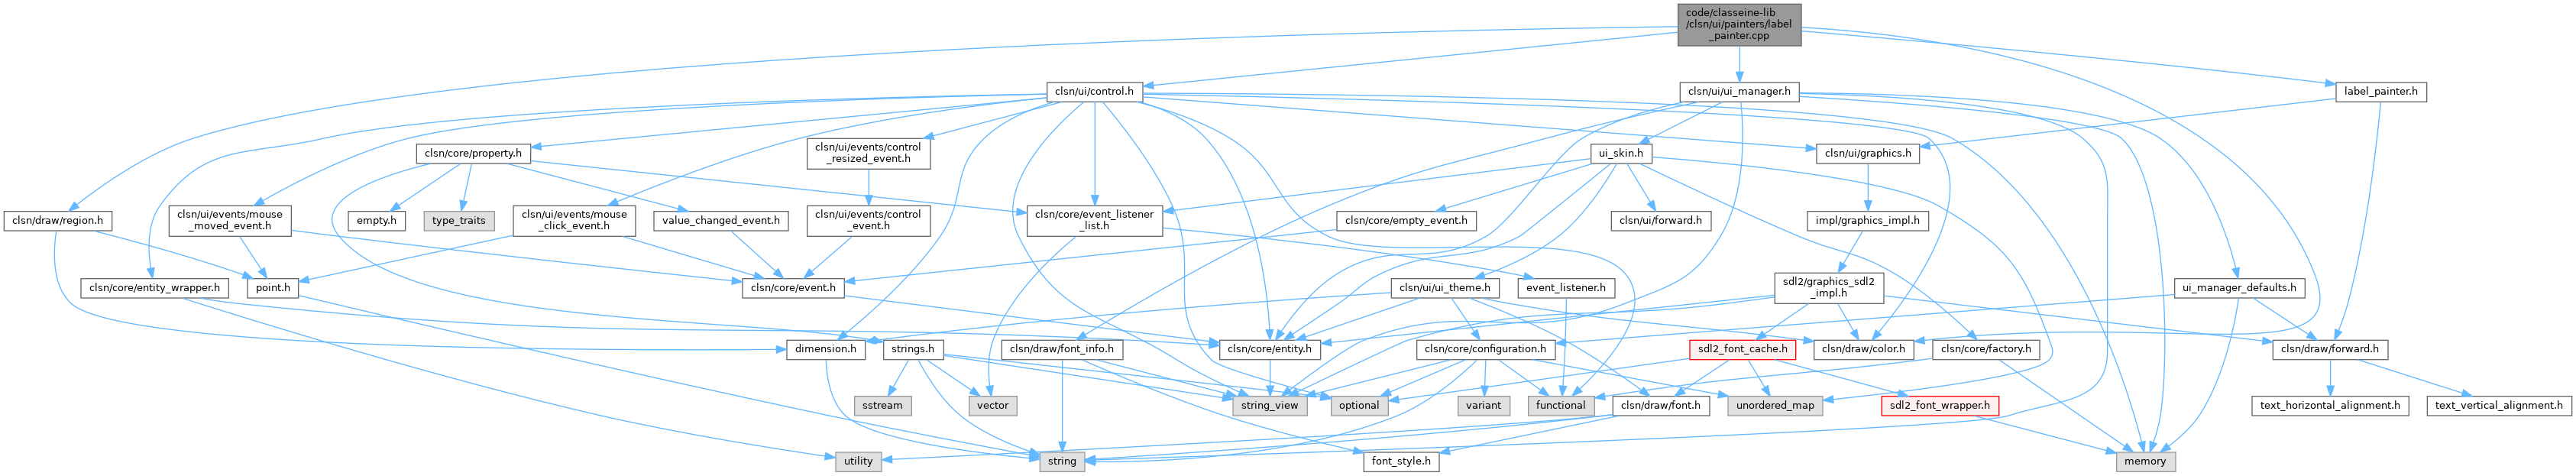 code/classeine-lib
/clsn/ui/painters/label
_painter.cpp
clsn/ui/control.h
clsn/ui/ui_manager.h
label_painter.h
clsn/core/property.h
clsn/ui/events/control
_resized_event.h
ui_skin.h
clsn/ui/graphics.h
clsn/draw/region.h
clsn/ui/events/mouse
_moved_event.h
empty.h
type_traits
clsn/ui/events/mouse
_click_event.h
value_changed_event.h
clsn/ui/events/control
_event.h
clsn/core/event_listener
_list.h
clsn/core/empty_event.h
clsn/ui/forward.h
impl/graphics_impl.h
clsn/core/entity_wrapper.h
point.h
clsn/core/event.h
clsn/ui/ui_theme.h
event_listener.h
sdl2/graphics_sdl2
_impl.h
ui_manager_defaults.h
dimension.h
strings.h
clsn/draw/font_info.h
clsn/core/entity.h
clsn/core/configuration.h
sdl2_font_cache.h
clsn/draw/color.h
clsn/core/factory.h
clsn/draw/forward.h
sstream
vector
string_view
optional
variant
functional
clsn/draw/font.h
unordered_map
sdl2_font_wrapper.h
text_horizontal_alignment.h
text_vertical_alignment.h
utility
string
font_style.h
memory